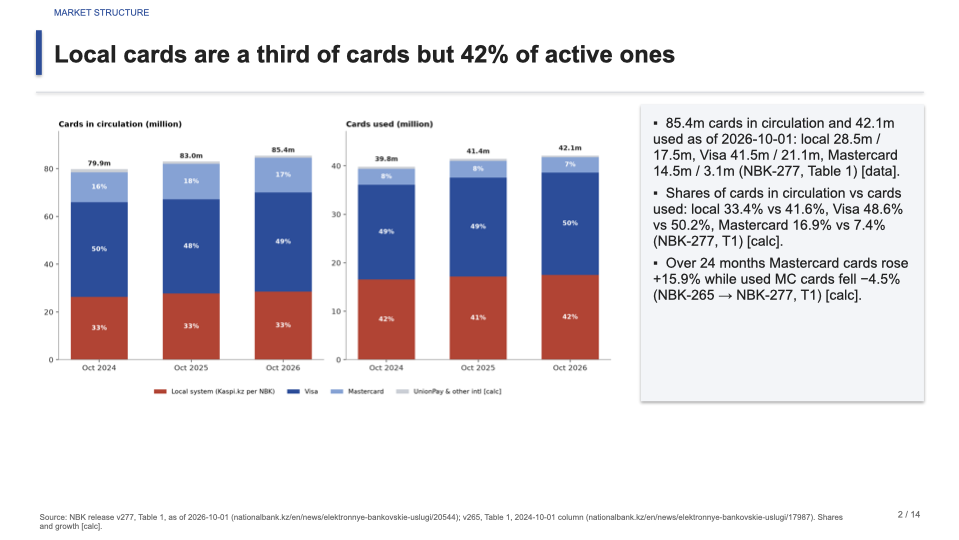 MARKET STRUCTURE
Local cards are a third of cards but 42% of active ones
Cards in circulation (million)
80
60
40
20
0
79.9m
16%
50%
33%
83.0m
18%
48%
33%
85.4m
17%
49%
33%
Oct 2024
Oct 2025
Oct 2026
Cards used (million)
40
30
20
10
0
39.8m
8%
49%
42%
41.4m
8%
49%
41%
42.1m
7%
50%
42%
Oct 2024
Oct 2025
Oct 2026
Local system (Kaspi.kz per NBK)
Visa
Mastercard
UnionPay & other intl [calc]
▪ 85.4m cards in circulation and 42.1m
used as of 2026-10-01: local 28.5m /
17.5m, Visa 41.5m / 21.1m, Mastercard
14.5m / 3.1m (NBK-277, Table 1) [data].
▪ Shares of cards in circulation vs cards
used: local 33.4% vs 41.6%, Visa 48.6%
vs 50.2%, Mastercard 16.9% vs 7.4%
(NBK-277, T1) [calc].
▪ Over 24 months Mastercard cards rose
+15.9% while used MC cards fell −4.5%
(NBK-265 → NBK-277, T1) [calc].
Source: NBK release v277, Table 1, as of 2026-10-01 (nationalbank.kz/en/news/elektronnye-bankovskie-uslugi/20544); v265, Table 1, 2024-10-01 column (nationalbank.kz/en/news/elektronnye-bankovskie-uslugi/17987). Shares
and growth [calc].
2 / 14